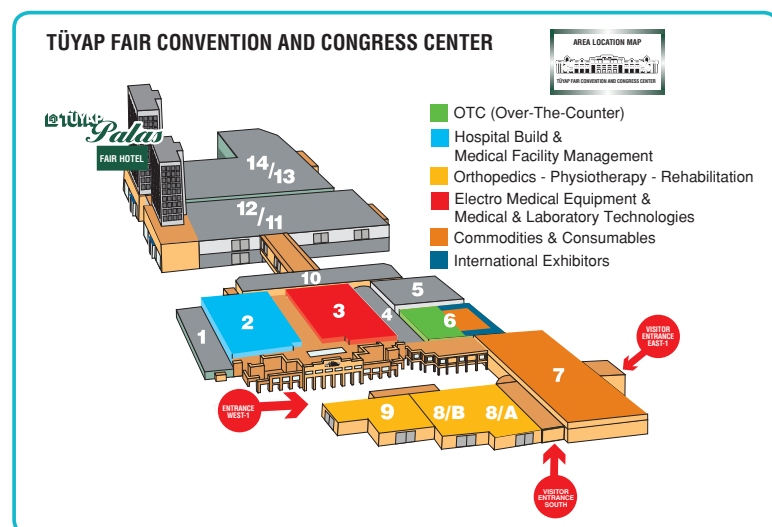 TÜYAP FAIR CONVENTION AND CONGRESS CENTER
AREA LOCATION MAP
TÜYAP FAIR CONVENTION AND CONGRESS CENTER
TÜYAP
Palas
FAIR HOTEL
OTC (Over-The-Counter)
Hospital Build &
Medical Facility Management
Orthopedics - Physiotherapy - Rehabilitation
Electro Medical Equipment &
Medical & Laboratory Technologies
Commodities & Consumables
International Exhibitors
14/13
12/11
10
5
1
2
3
4
6
7
VISITOR
ENTRANCE
EAST-1
ENTRANCE
WEST-1
9
8/B
8/A
VISITOR
ENTRANCE
SOUTH